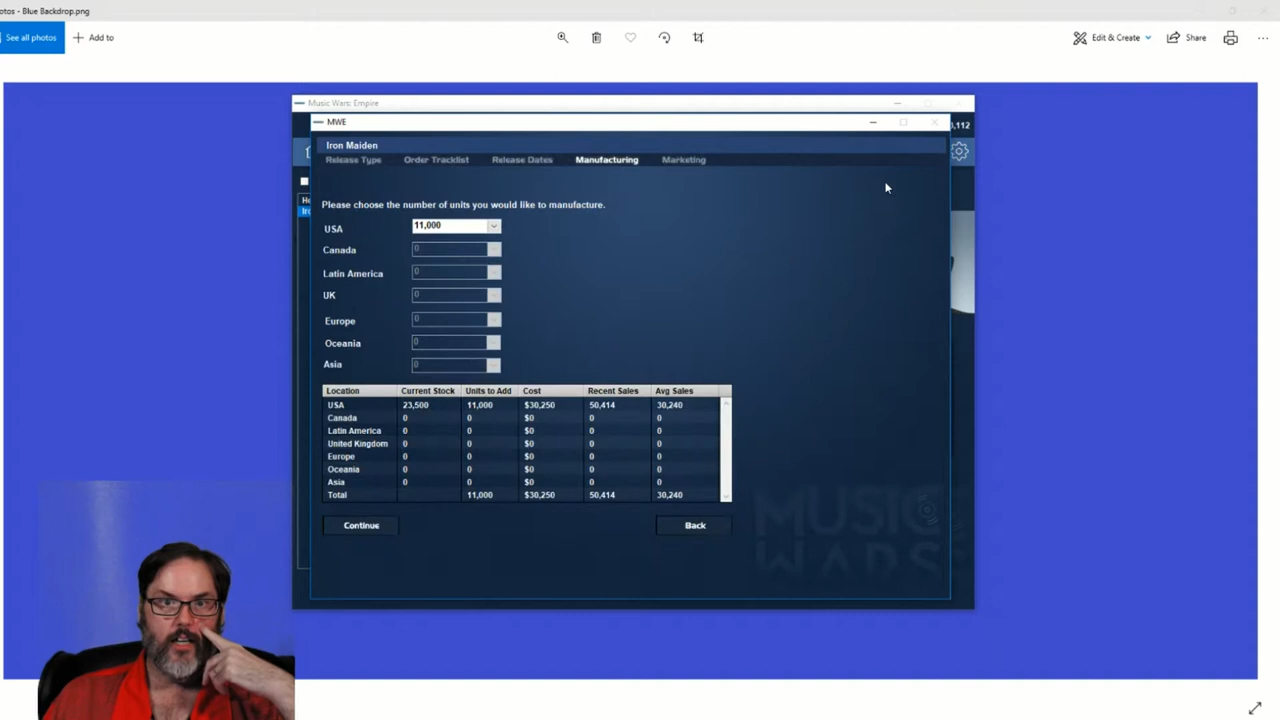 otos - Blue Backdrop.png
See all photos
Add to
Edit & Create
Share
Music Wars: Empire
MWE
,112
Iron Maiden
Release Type Order Tracklist Release Dates Manufacturing Marketing
Please choose the number of units you would like to manufacture.
USA 11,000
Canada 0
Latin America 0
UK 0
Europe 0
Oceania 0
Asia 0
Location Current Stock Units to Add Cost Recent Sales Avg Sales
USA 23,500 11,000 $30,250 50,414 30,240
Canada 0 0 $0 0 0
Latin America 0 0 $0 0 0
United Kingdom 0 0 $0 0 0
Europe 0 0 $0 0 0
Oceania 0 0 $0 0 0
Asia 0 0 $0 0 0
Total 11,000 $30,250 50,414 30,240
Continue Back
MUSIC
WARS